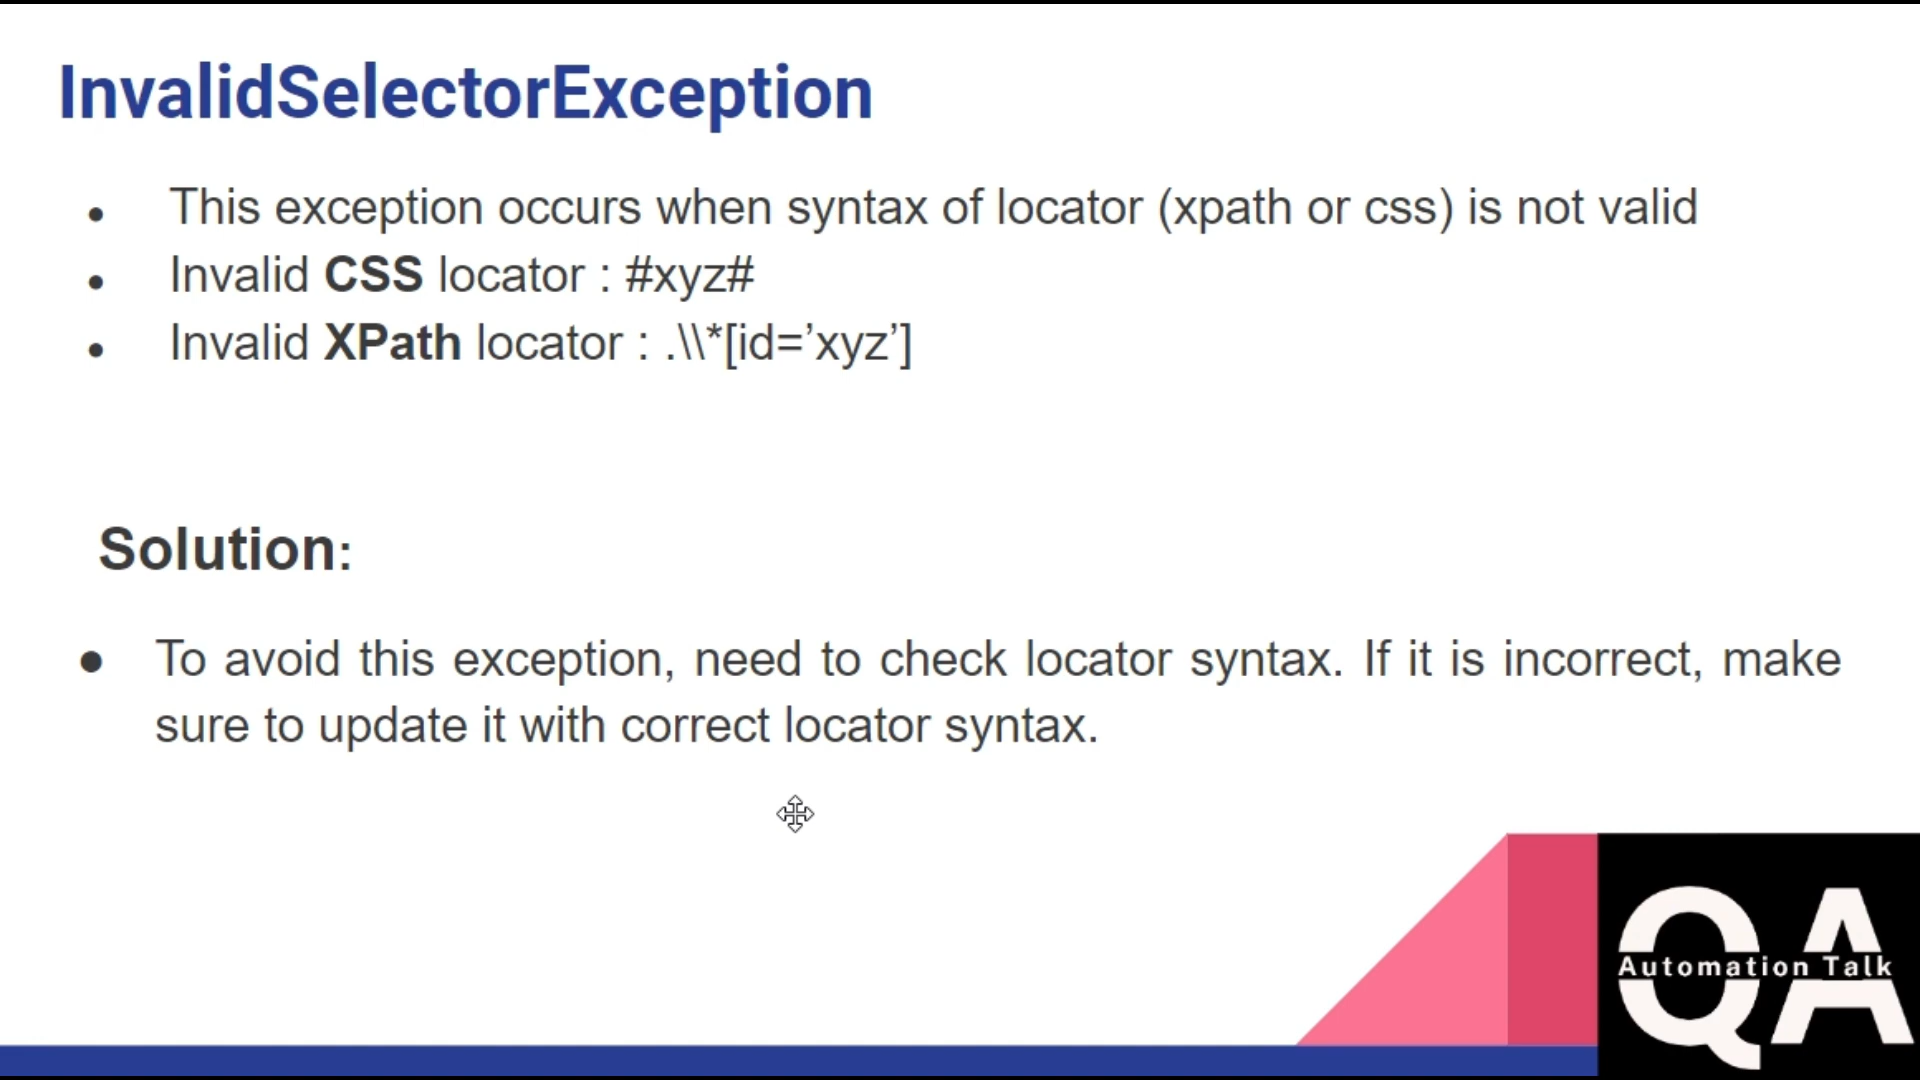 InvalidSelectorException
● This exception occurs when syntax of locator (xpath or css) is not valid
● Invalid CSS locator : #xyz#
● Invalid XPath locator : .\\*[id=’xyz’]
Solution:
● To avoid this exception, need to check locator syntax. If it is incorrect, make
sure to update it with correct locator syntax.
QA
Automation Talk